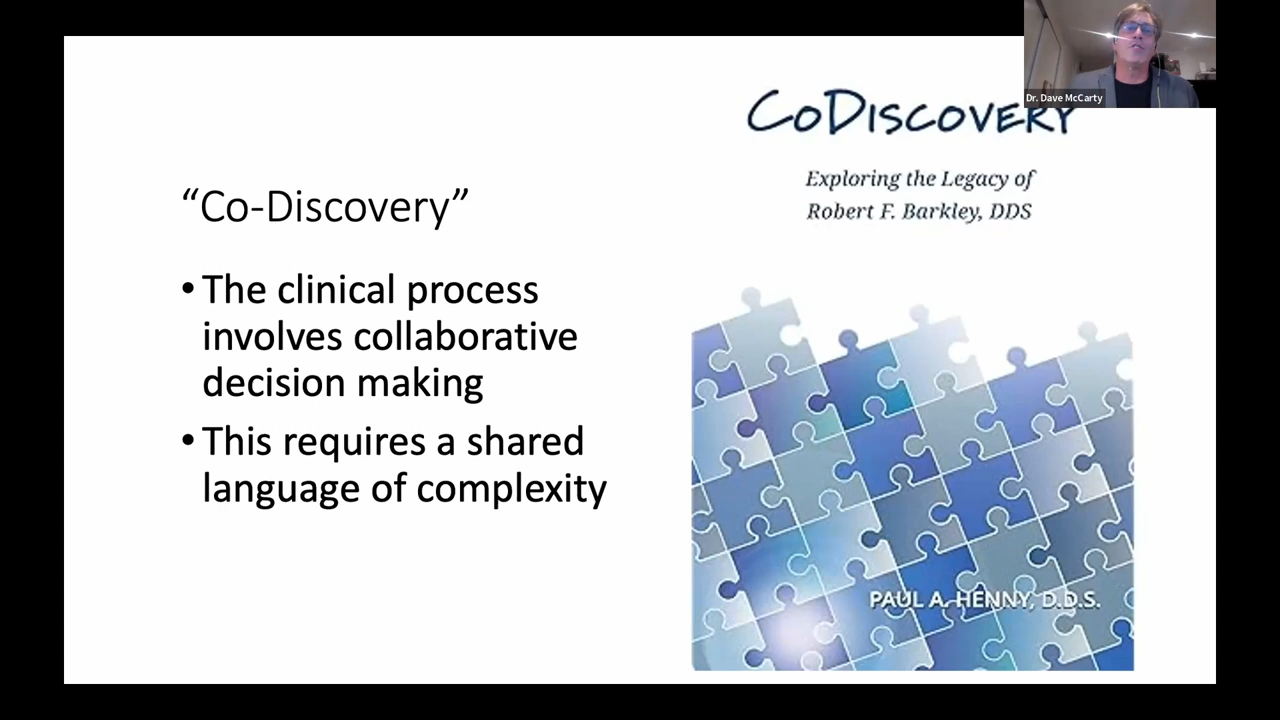 Dr. Dave McCarty
CoDiscovery
Exploring the Legacy of
Robert F. Barkley, DDS
“Co-Discovery”
• The clinical process
involves collaborative
decision making
• This requires a shared
language of complexity
PAUL A. HENNY, D.D.S.